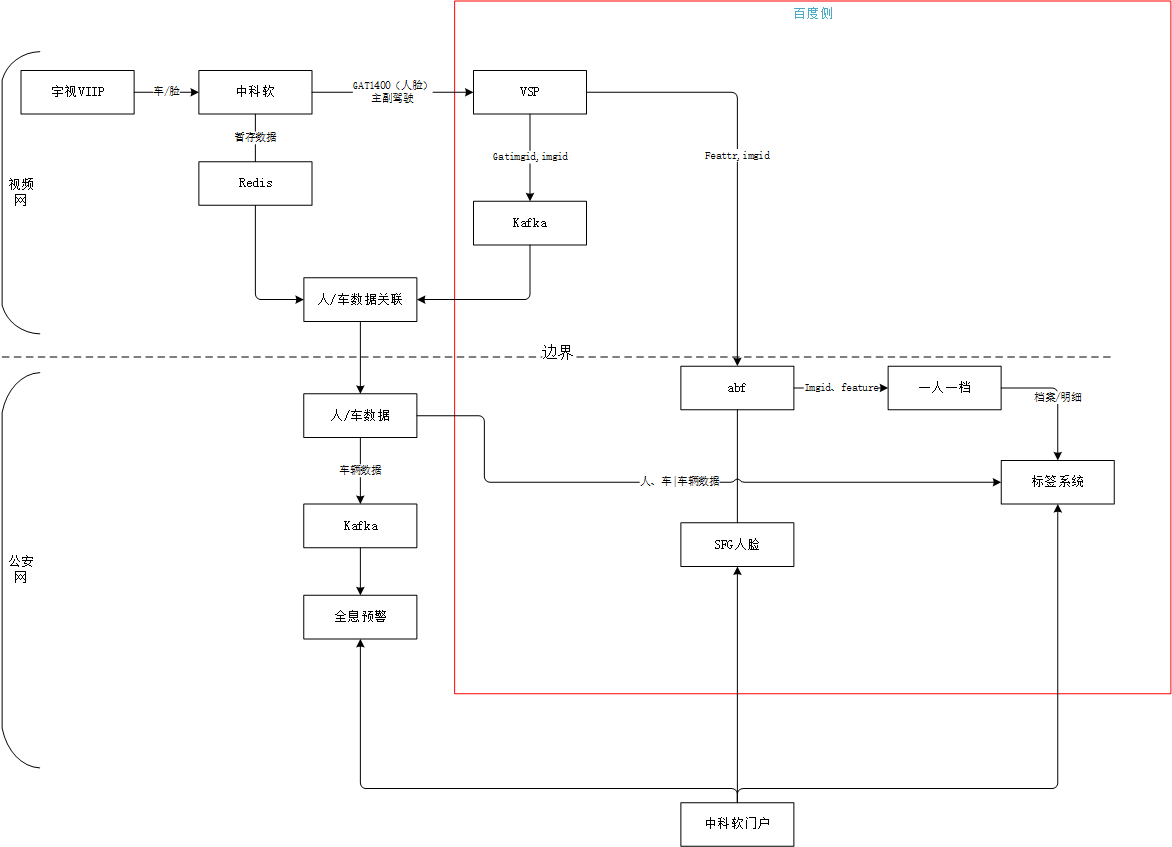 百度侧
宇视VIIP
车/脸
中科软
GAT1400（人脸）
主副驾驶
VSP
暂存数据
Gatimgid,imgid
Feattr,imgid
视频
网
Redis
Kafka
人/车数据关联
边界
abf
Imgid、feature
一人一档
档案/明细
人/车数据
车辆数据
人、车|车辆数据
标签系统
Kafka
SFG人脸
公安
网
全息预警
中科软门户